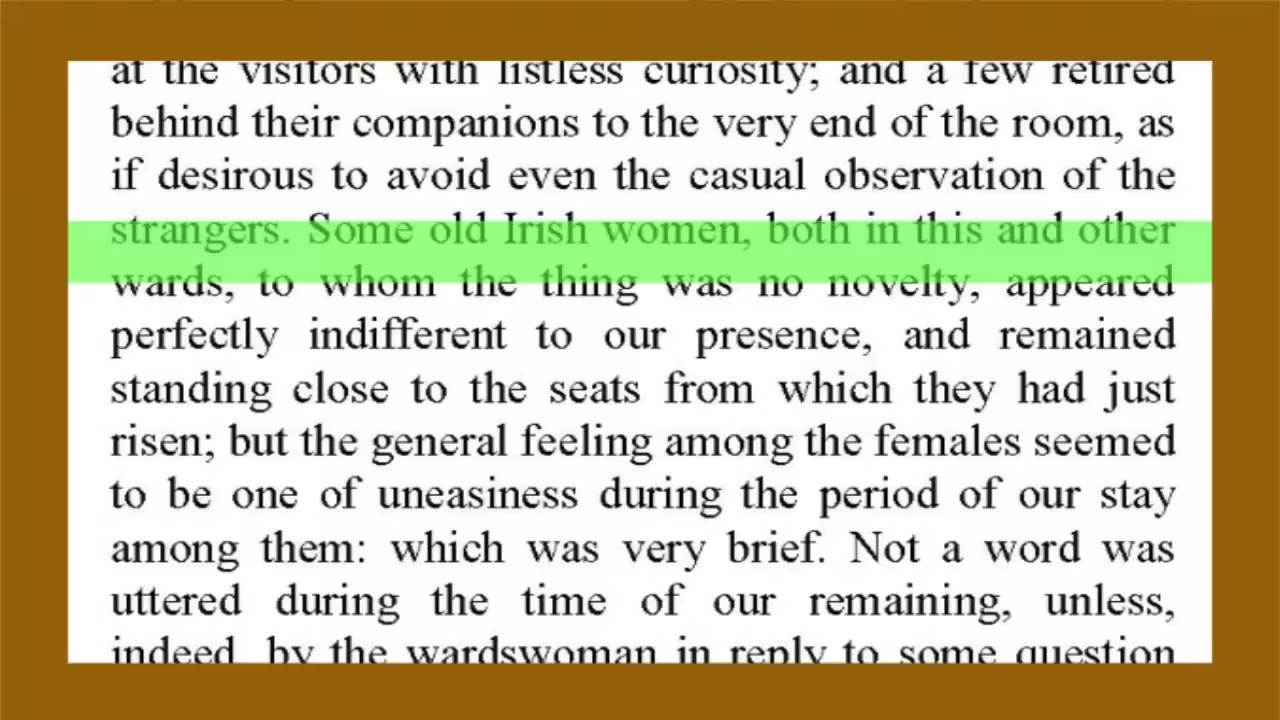 at the visitors with listless curiosity; and a few retired
behind their companions to the very end of the room, as
if desirous to avoid even the casual observation of the
strangers. Some old Irish women, both in this and other
wards, to whom the thing was no novelty, appeared
perfectly indifferent to our presence, and remained
standing close to the seats from which they had just
risen; but the general feeling among the females seemed
to be one of uneasiness during the period of our stay
among them: which was very brief. Not a word was
uttered during the time of our remaining, unless,
indeed, by the wardswoman in reply to some question